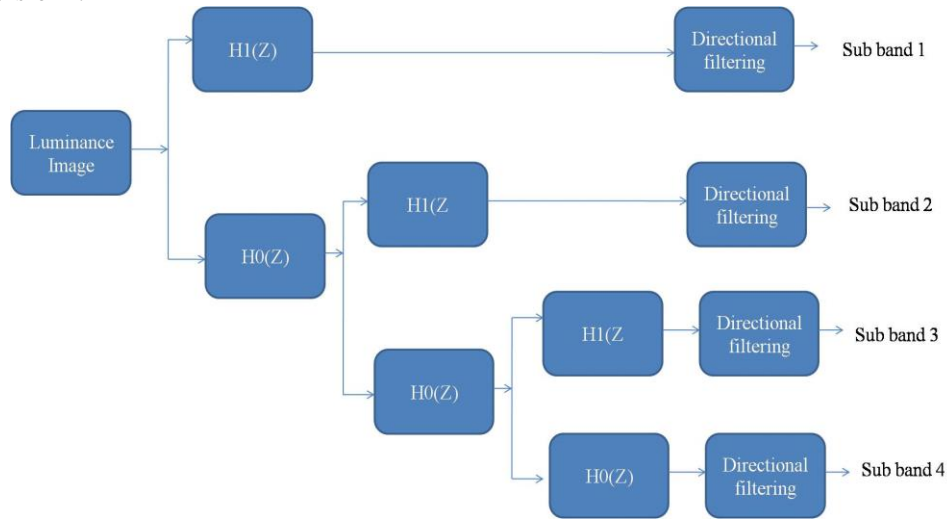 H1(Z)
Directional
filtering
Sub band 1
Luminance
Image
H1(Z
Directional
filtering
Sub band 2
H0(Z)
H1(Z
Directional
filtering
Sub band 3
H0(Z)
H0(Z)
Directional
filtering
Sub band 4